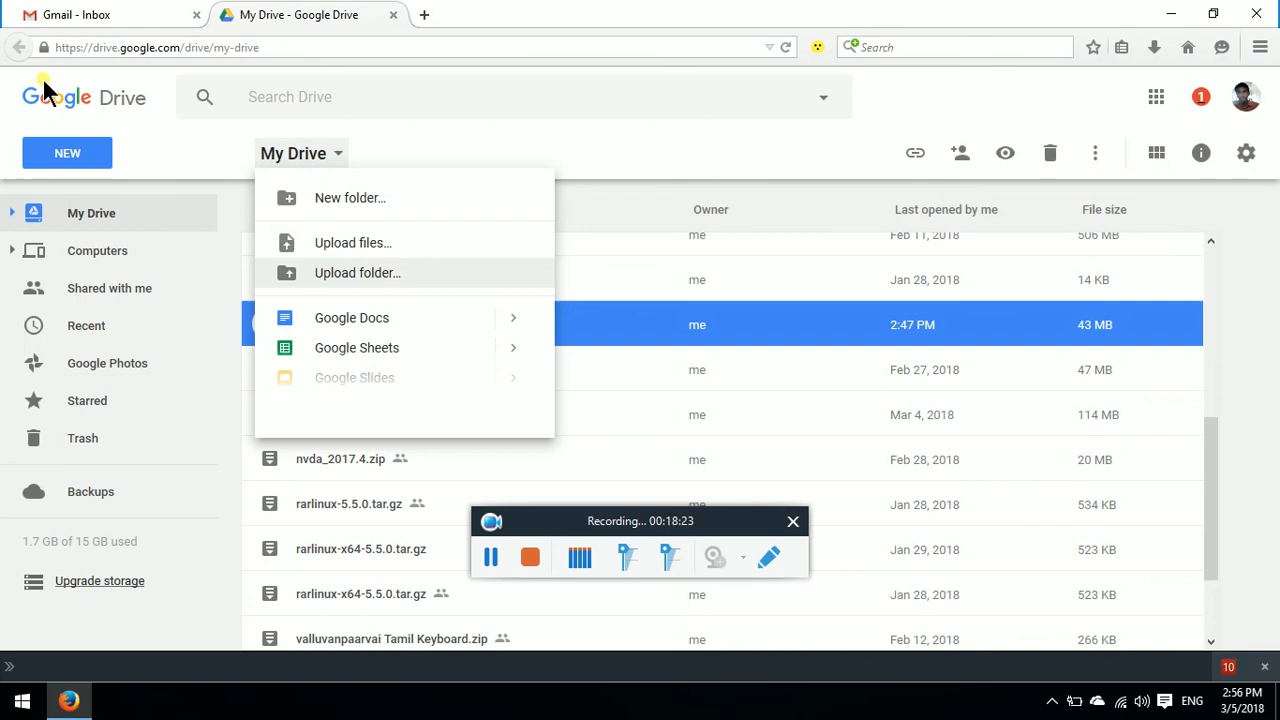 Gmail - Inbox
My Drive - Google Drive
https://drive.google.com/drive/my-drive
Search
Google Drive
Search Drive
1
NEW
My Drive
My Drive
Computers
Shared with me
Recent
Google Photos
Starred
Trash
Backups
1.7 GB of 15 GB used
Upgrade storage
New folder...
Upload files...
Upload folder...
Google Docs
Google Sheets
Google Slides
Owner
Last opened by me
File size
me
Feb 11, 2018
506 MB
me
Jan 28, 2018
14 KB
me
2:47 PM
43 MB
me
Feb 27, 2018
47 MB
me
Mar 4, 2018
114 MB
nvda_2017.4.zip
me
Feb 28, 2018
20 MB
rarlinux-5.5.0.tar.gz
me
Jan 28, 2018
534 KB
rarlinux-x64-5.5.0.tar.gz
Jan 29, 2018
523 KB
rarlinux-x64-5.5.0.tar.gz
me
Jan 28, 2018
523 KB
valluvanpaarvai Tamil Keyboard.zip
me
Feb 12, 2018
266 KB
Recording... 00:18:23
10
ENG
2:56 PM
3/5/2018